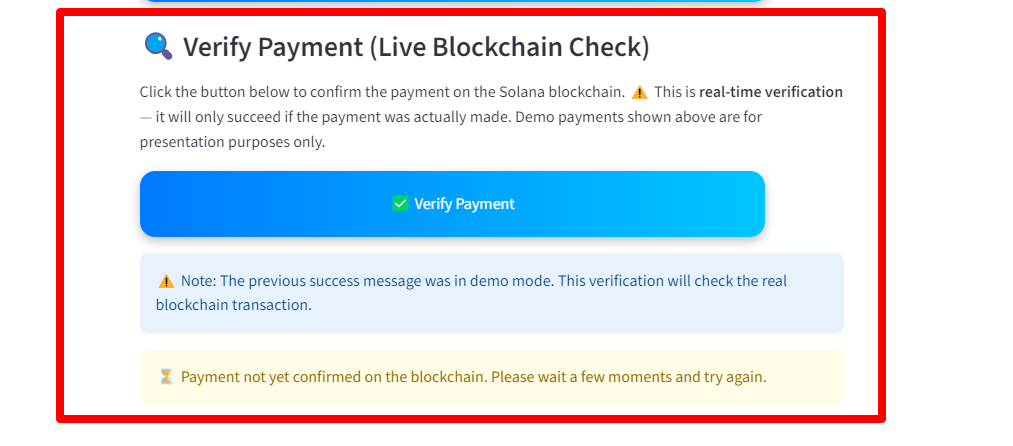 🔍 Verify Payment (Live Blockchain Check)
Click the button below to confirm the payment on the Solana blockchain. ⚠️ This is real-time verification
— it will only succeed if the payment was actually made. Demo payments shown above are for
presentation purposes only.
✅ Verify Payment
⚠️ Note: The previous success message was in demo mode. This verification will check the real
blockchain transaction.
⏳ Payment not yet confirmed on the blockchain. Please wait a few moments and try again.